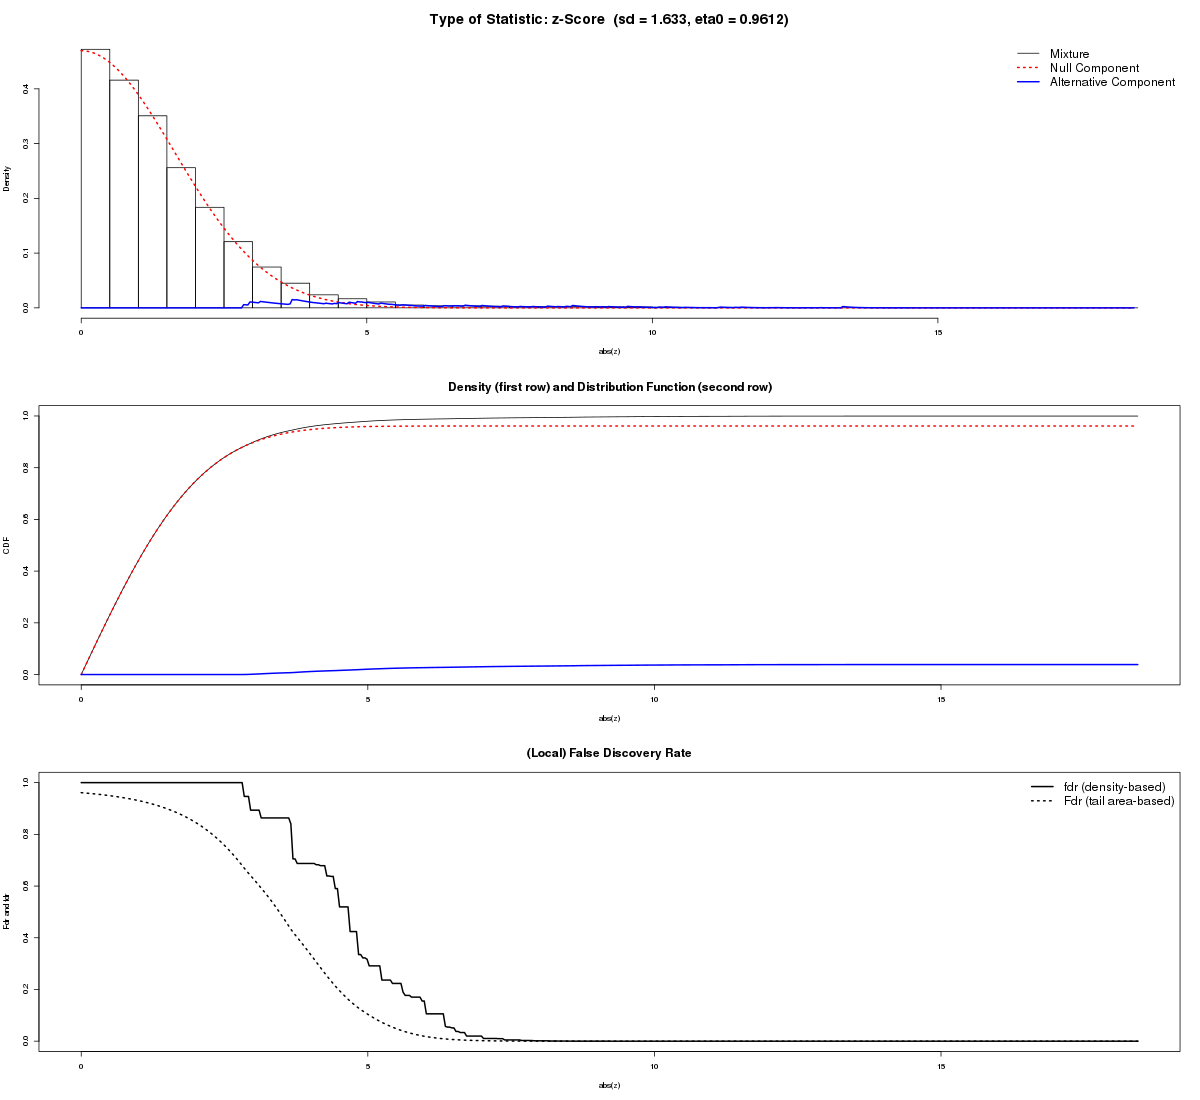 Type of Statistic: z-Score (sd = 1.633, eta0 = 0.9612)
Mixture
Null Component
Alternative Component
Density
0.4
0.3
0.2
0.1
0.0
0 5 10 15
abs(z)
Density (first row) and Distribution Function (second row)
CDF
1.0
0.8
0.6
0.4
0.2
0.0
0 5 10 15
abs(z)
(Local) False Discovery Rate
fdr (density-based)
Fdr (tail area-based)
Fdr and fdr
1.0
0.8
0.6
0.4
0.2
0.0
0 5 10 15
abs(z)